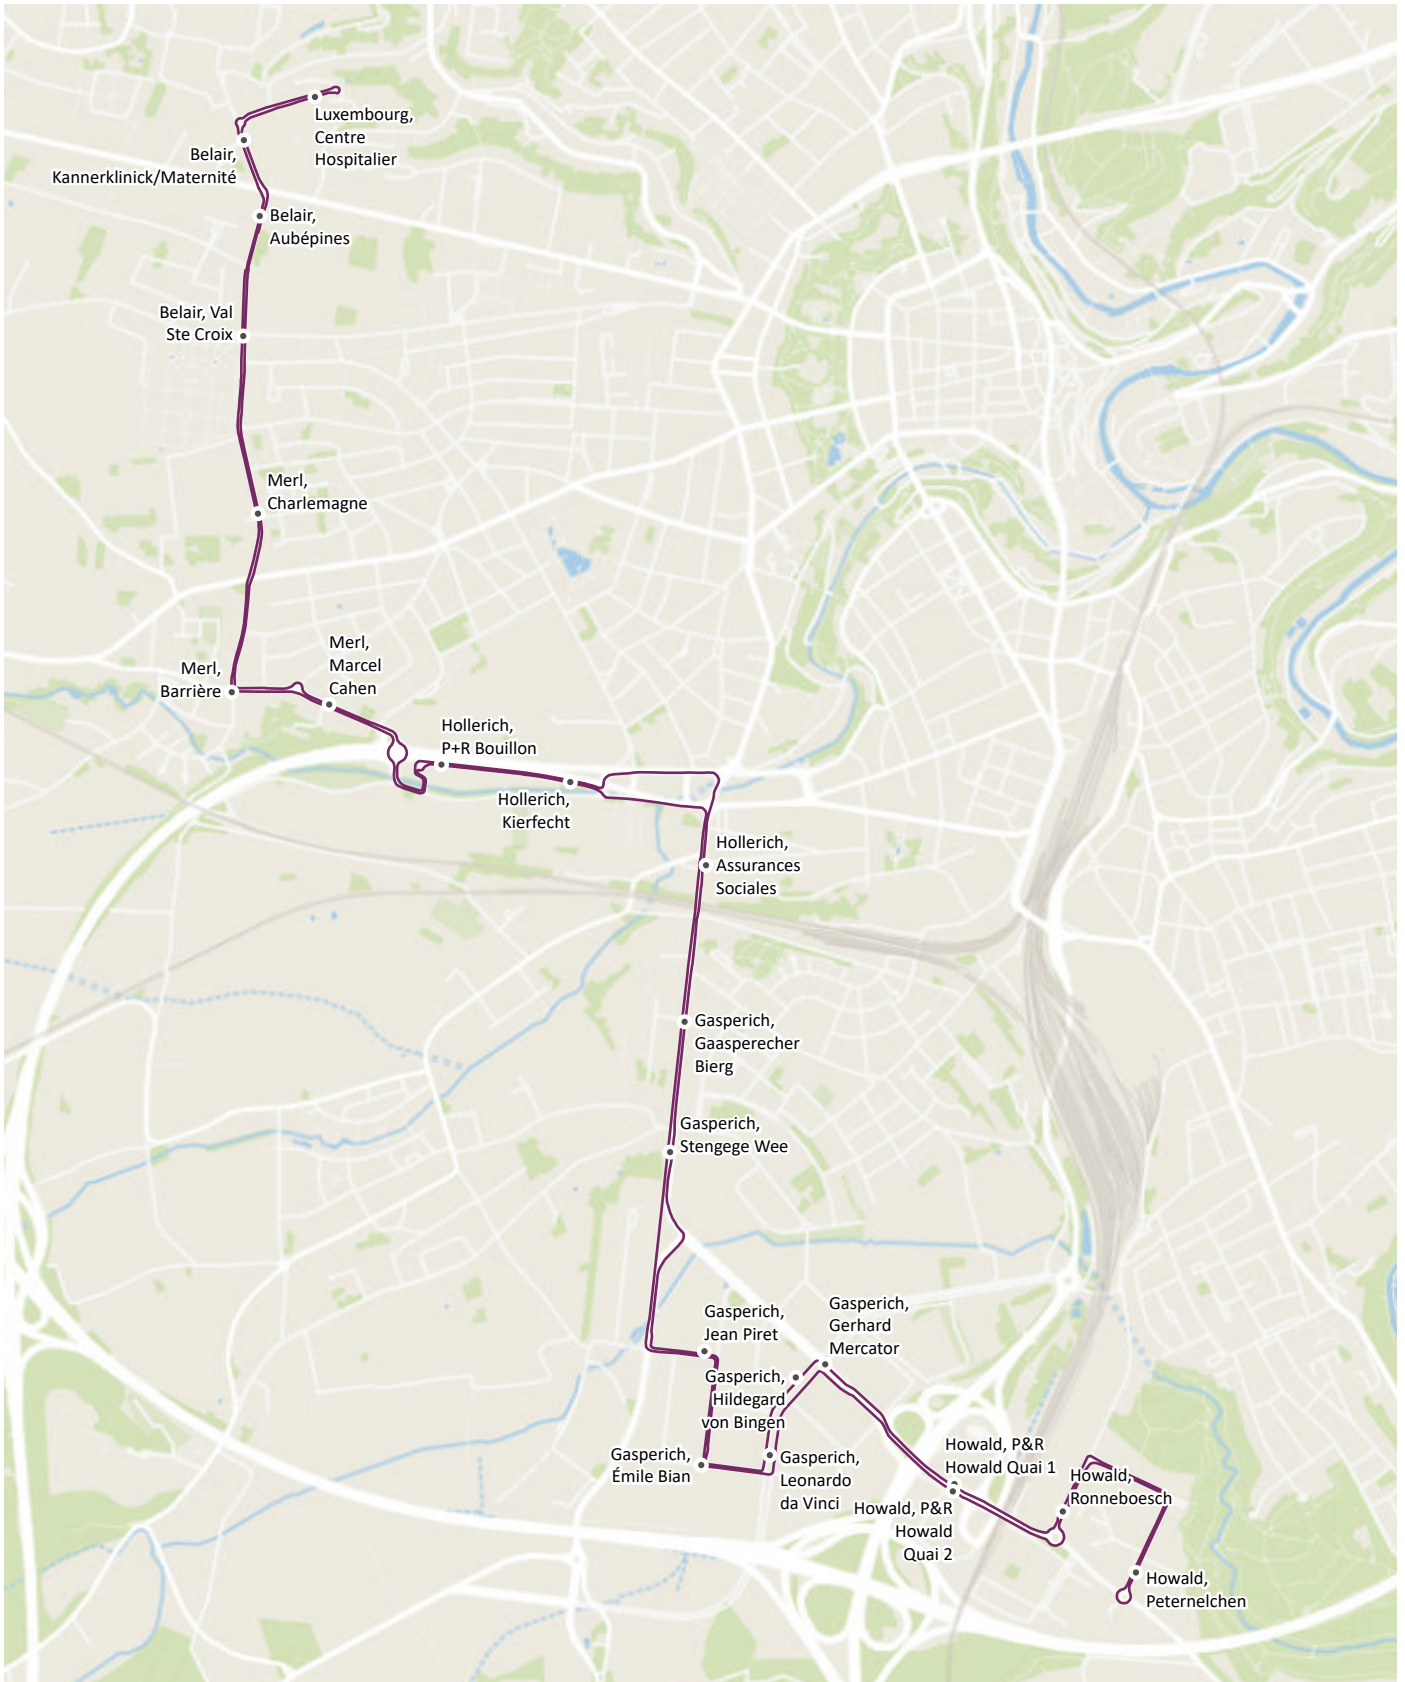 Luxembourg,
Centre
Hospitalier
Belair,
Kannerklinick/Maternité
Belair,
Aubépines
Belair, Val
Ste Croix
Merl,
Charlemagne
Merl,
Marcel
Cahen
Merl,
Barrière
Hollerich,
P+R Bouillon
Hollerich,
Kierfecht
Hollerich,
Assurances
Sociales
Gasperich,
Gaasperecher
Bierg
Gasperich,
Stengege Wee
Gasperich,
Jean Piret
Gasperich,
Gerhard
Mercator
Gasperich,
Hildegard
von Bingen
Gasperich,
Émile Bian
Gasperich,
Leonardo
da Vinci
Howald, P&R
Howald Quai 1
Howald, P&R
Howald
Quai 2
Howald,
Ronneboesch
Howald,
Peternelchen